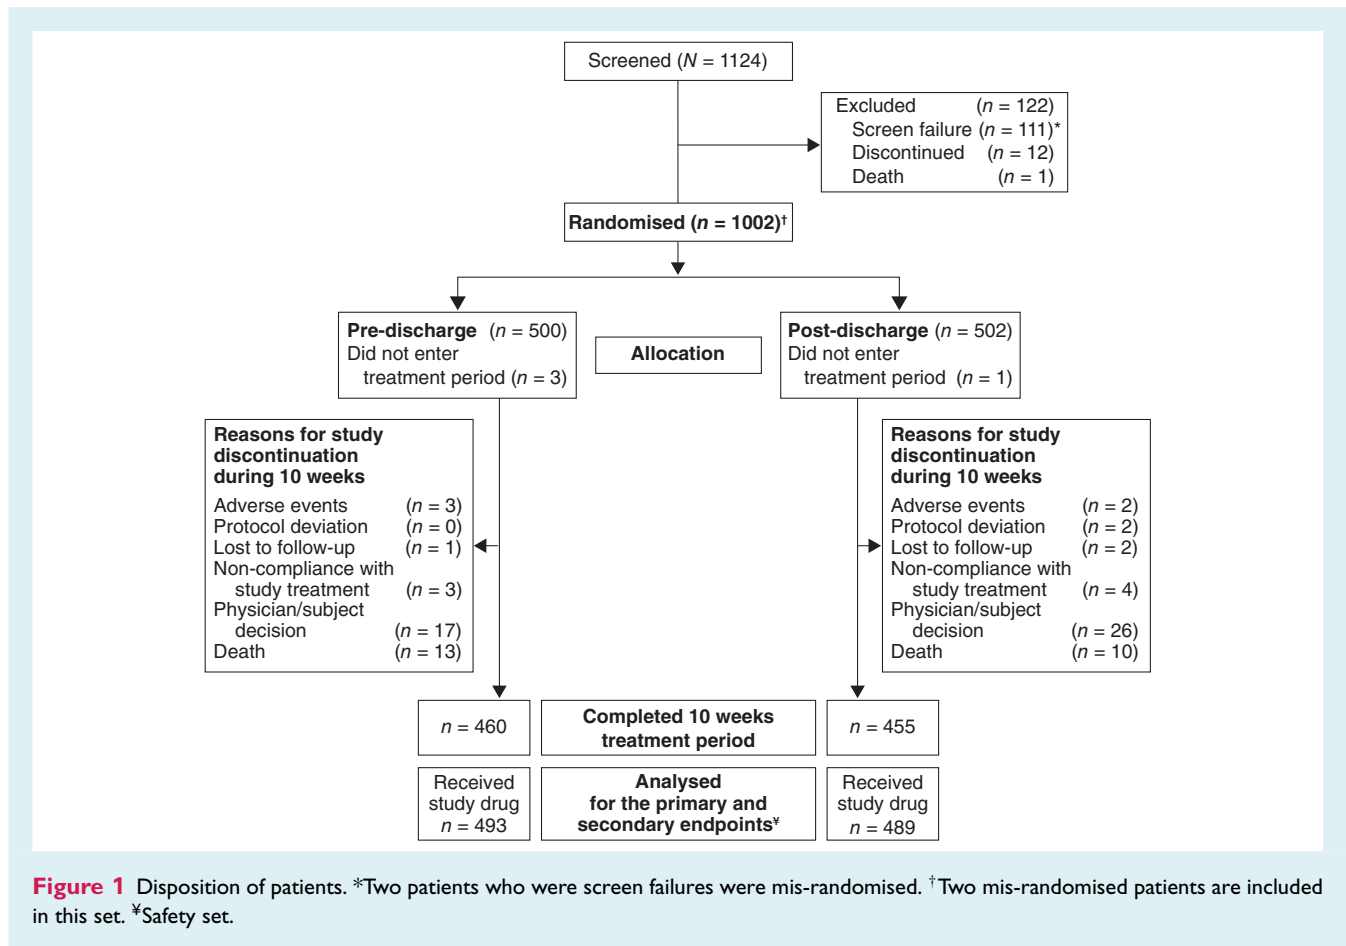 Screened (N = 1124)
Excluded (n = 122)
Screen failure (n = 111)*
Discontinued (n = 12)
Death (n = 1)
Randomised (n = 1002)†
Pre-discharge (n = 500)
Did not enter
treatment period (n = 3)
Allocation
Post-discharge (n = 502)
Did not enter
treatment period (n = 1)
Reasons for study
discontinuation
during 10 weeks
Adverse events (n = 3)
Protocol deviation (n = 0)
Lost to follow-up (n = 1)
Non-compliance with
study treatment (n = 3)
Physician/subject
decision (n = 17)
Death (n = 13)
Reasons for study
discontinuation
during 10 weeks
Adverse events (n = 2)
Protocol deviation (n = 2)
Lost to follow-up (n = 2)
Non-compliance with
study treatment (n = 4)
Physician/subject
decision (n = 26)
Death (n = 10)
n = 460
Completed 10 weeks
treatment period
n = 455
Received
study drug
n = 493
Analysed
for the primary and
secondary endpoints¥
Received
study drug
n = 489
Figure 1 Disposition of patients. *Two patients who were screen failures were mis-randomised. †Two mis-randomised patients are included
in this set. ¥Safety set.